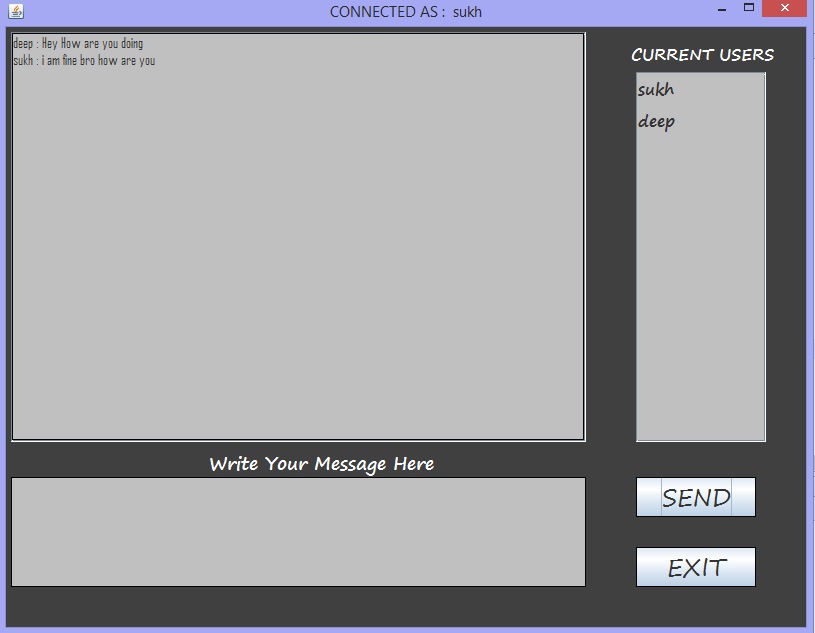 CONNECTED AS : sukh
deep : Hey How are you doing
sukh : i am fine bro how are you
CURRENT USERS
sukh
deep
Write Your Message Here
SEND
EXIT